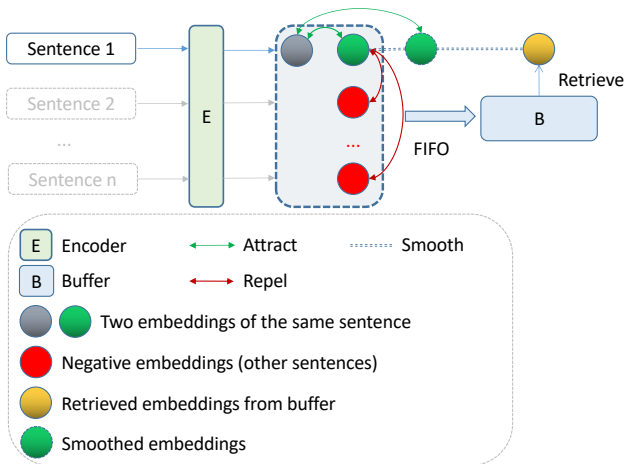 Sentence 1
Sentence 2
...
Sentence n
E
...
FIFO
B
Retrieve
E Encoder
Attract
Smooth
B Buffer
Repel
Two embeddings of the same sentence
Negative embeddings (other sentences)
Retrieved embeddings from buffer
Smoothed embeddings